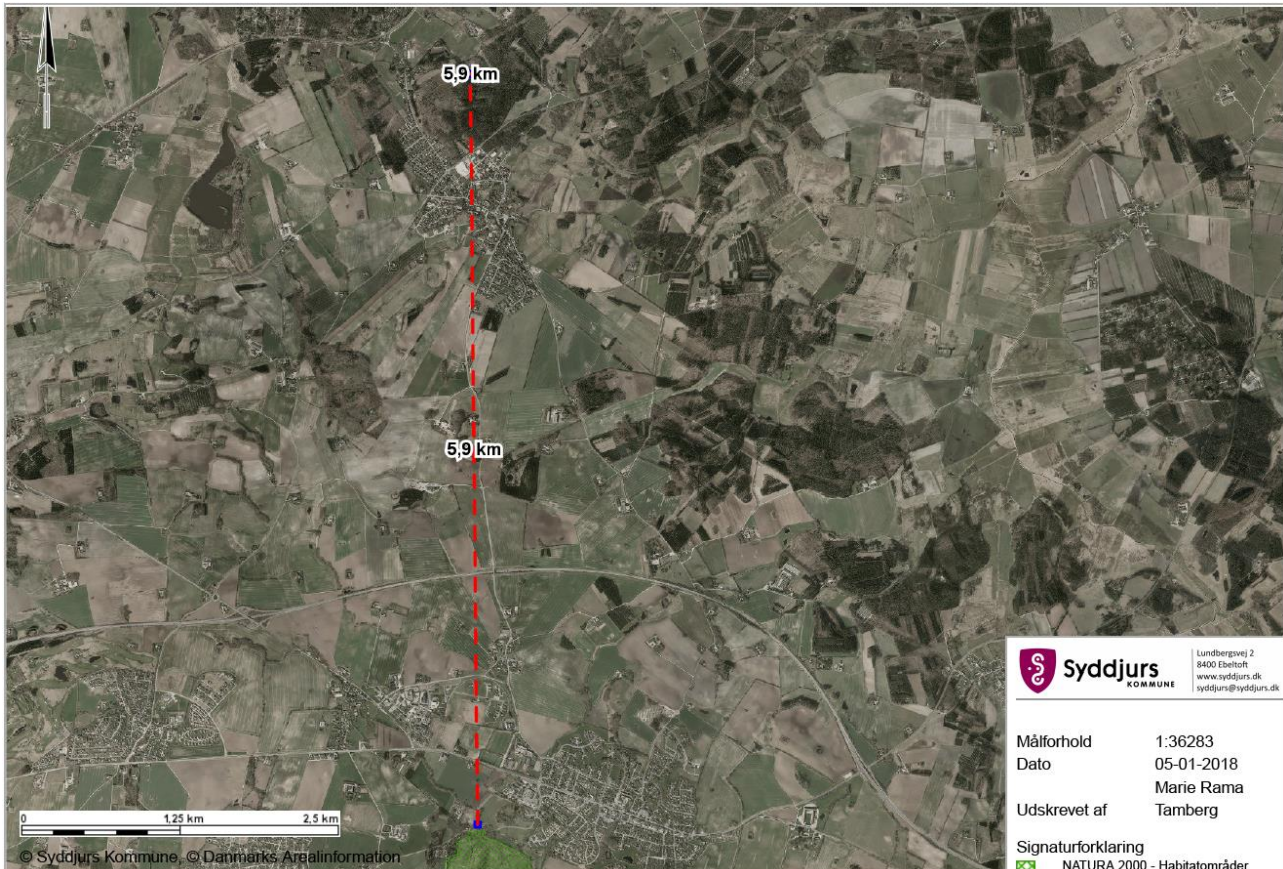 5,9 km
5,9 km
Syddjurs
KOMMUNE
Lundbergsvej 2
8400 Ebeltoft
www.syddjurs.dk
syddjurs@syddjurs.dk
Målforhold 1:36283
Dato 05-01-2018
Marie Rama
Udskrevet af Tamberg
Signaturforklaring
NATURA 2000 - Habitatområder
0 1,25 km 2,5 km
© Syddjurs Kommune, © Danmarks Arealinformation